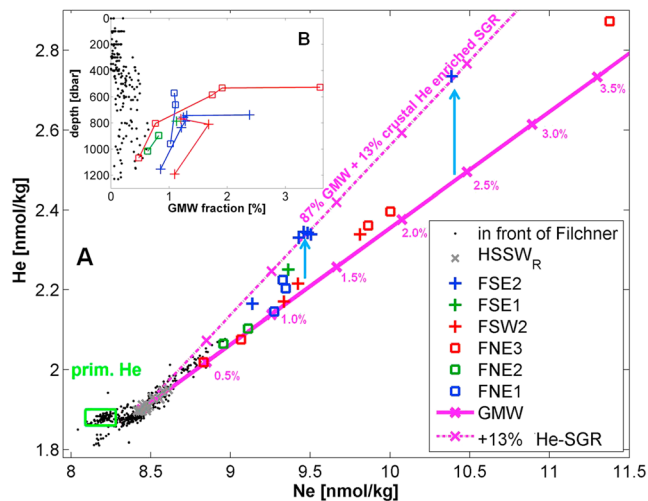 B
0
200
400
600
800
1000
1200
depth [dbar]
0
1
2
3
GMW fraction [%]
2.8
2.6
2.4
2.2
2
1.8
He [nmol/kg]
A
87% GMW + 13% crustal He enriched SGR
3.5%
3.0%
2.5%
2.0%
1.5%
1.0%
0.5%
prim. He
in front of Filchner
HSSWR
FSE2
FSE1
FSW2
FNE3
FNE2
FNE1
GMW
+13% He-SGR
8
8.5
9
9.5
10
10.5
11
11.5
Ne [nmol/kg]